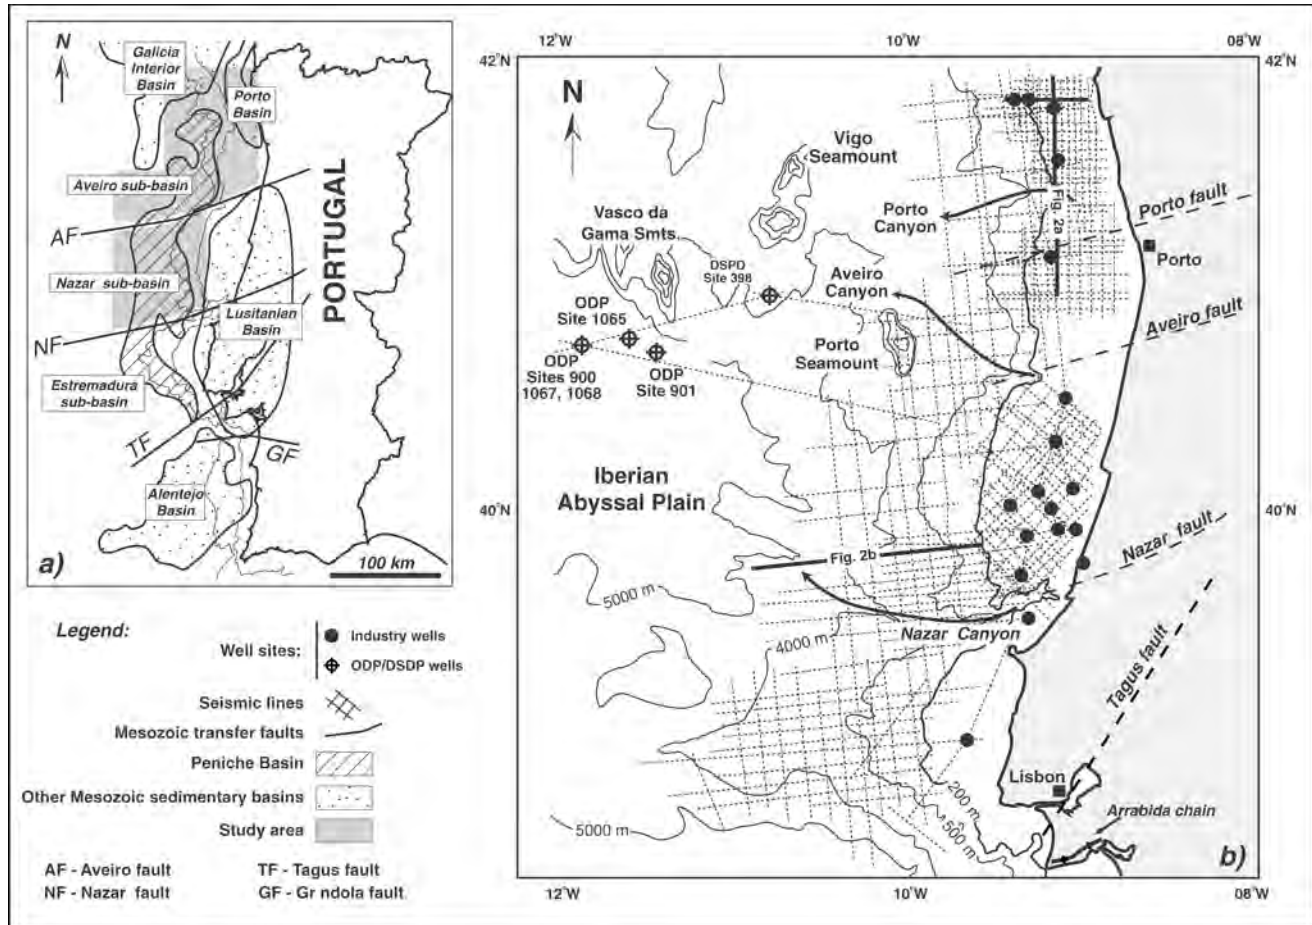 N
Galicia
Interior
Basin
Porto
Basin
Aveiro sub-basin
AF
PORTUGAL
Nazar sub-basin
Lusitanian
Basin
NF
Estremadura
sub-basin
TF
GF
Alentejo
Basin
a)
100 km
Legend:
Well sites:
Industry wells
ODP/DSDP wells
Seismic lines
Mesozoic transfer faults
Peniche Basin
Other Mesozoic sedimentary basins
Study area
AF - Aveiro fault
TF - Tagus fault
NF - Nazar fault
GF - Gr ndola fault
12°W
10°W
08°W
42°N
42°N
N
Vigo
Seamount
Vasco da
Gama Smts.
Porto
Canyon
Fig. 2a
Porto fault
Porto
DSPD
Site 398
Aveiro
Canyon
ODP
Site 1065
Aveiro fault
Porto
Seamount
ODP
Sites 900
1067, 1068
ODP
Site 901
Iberian
Abyssal Plain
40°N
40°N
Nazar fault
Fig. 2b
5000 m
Nazar Canyon
4000 m
Tagus fault
Lisbon
200 m
500 m
5000 m
Arrabida chain
b)
12°W
10°W
08°W